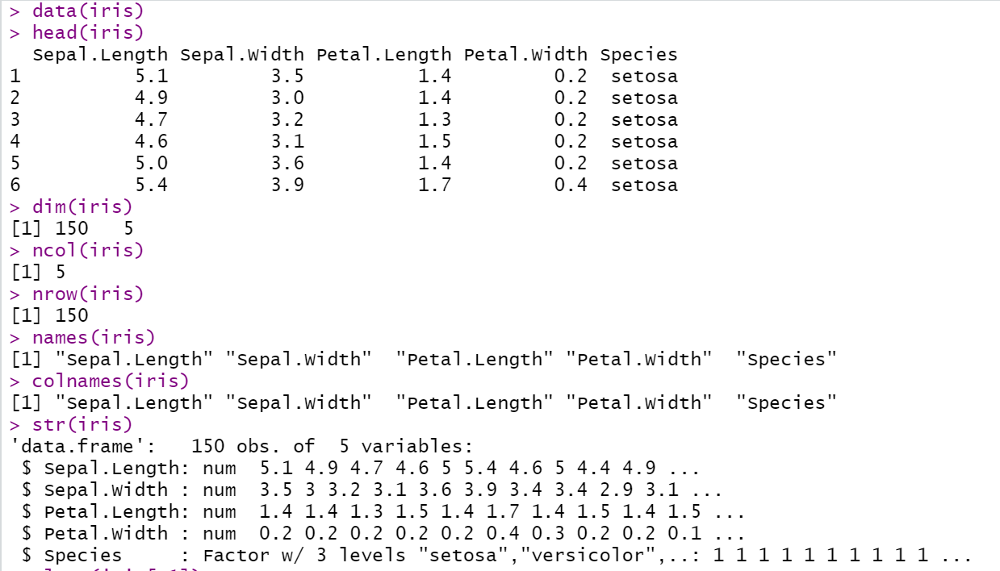 > data(iris)
> head(iris)
  Sepal.Length Sepal.Width Petal.Length Petal.Width Species
1          5.1         3.5          1.4         0.2  setosa
2          4.9         3.0          1.4         0.2  setosa
3          4.7         3.2          1.3         0.2  setosa
4          4.6         3.1          1.5         0.2  setosa
5          5.0         3.6          1.4         0.2  setosa
6          5.4         3.9          1.7         0.4  setosa
> dim(iris)
[1] 150   5
> ncol(iris)
[1] 5
> nrow(iris)
[1] 150
> names(iris)
[1] "Sepal.Length" "Sepal.Width"  "Petal.Length" "Petal.Width"  "Species"
> colnames(iris)
[1] "Sepal.Length" "Sepal.Width"  "Petal.Length" "Petal.Width"  "Species"
> str(iris)
'data.frame':   150 obs. of  5 variables:
 $ Sepal.Length: num  5.1 4.9 4.7 4.6 5 5.4 4.6 5 4.4 4.9 ...
 $ Sepal.Width : num  3.5 3 3.2 3.1 3.6 3.9 3.4 3.4 2.9 3.1 ...
 $ Petal.Length: num  1.4 1.4 1.3 1.5 1.4 1.7 1.4 1.5 1.4 1.5 ...
 $ Petal.Width : num  0.2 0.2 0.2 0.2 0.2 0.4 0.3 0.2 0.2 0.1 ...
 $ Species     : Factor w/ 3 levels "setosa","versicolor",..: 1 1 1 1 1 1 1 1 1 1 ...